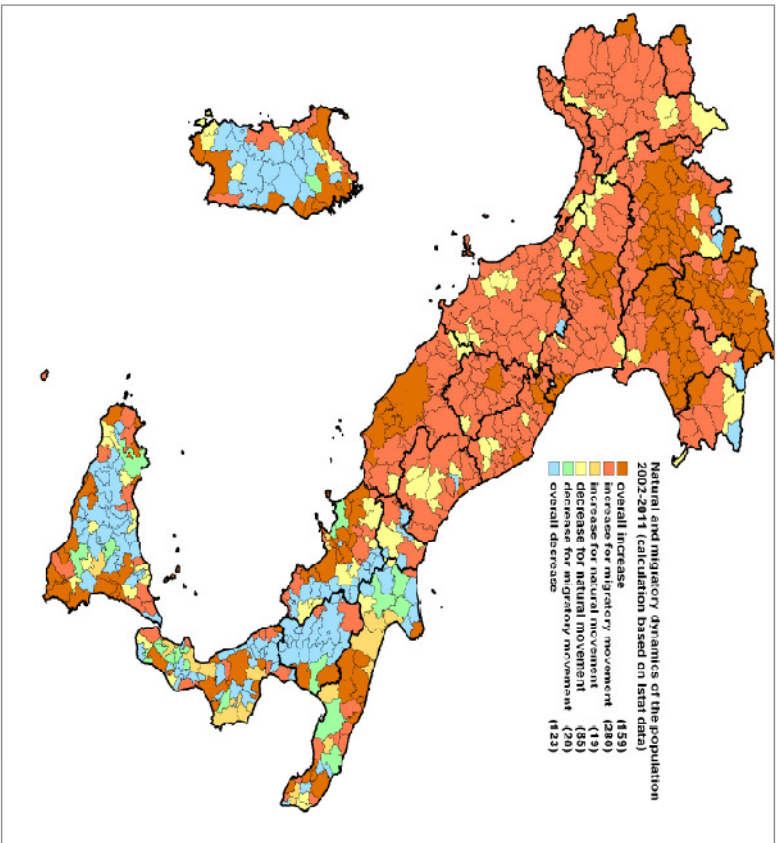 Natural and migratory dynamics of the population
2002-2011 (calculation based on Istat data)
overall increase (159)
increase for migratory movement (280)
increase for natural movement (19)
decrease for natural movement (85)
decrease for migratory movement (20)
overall decrease (123)